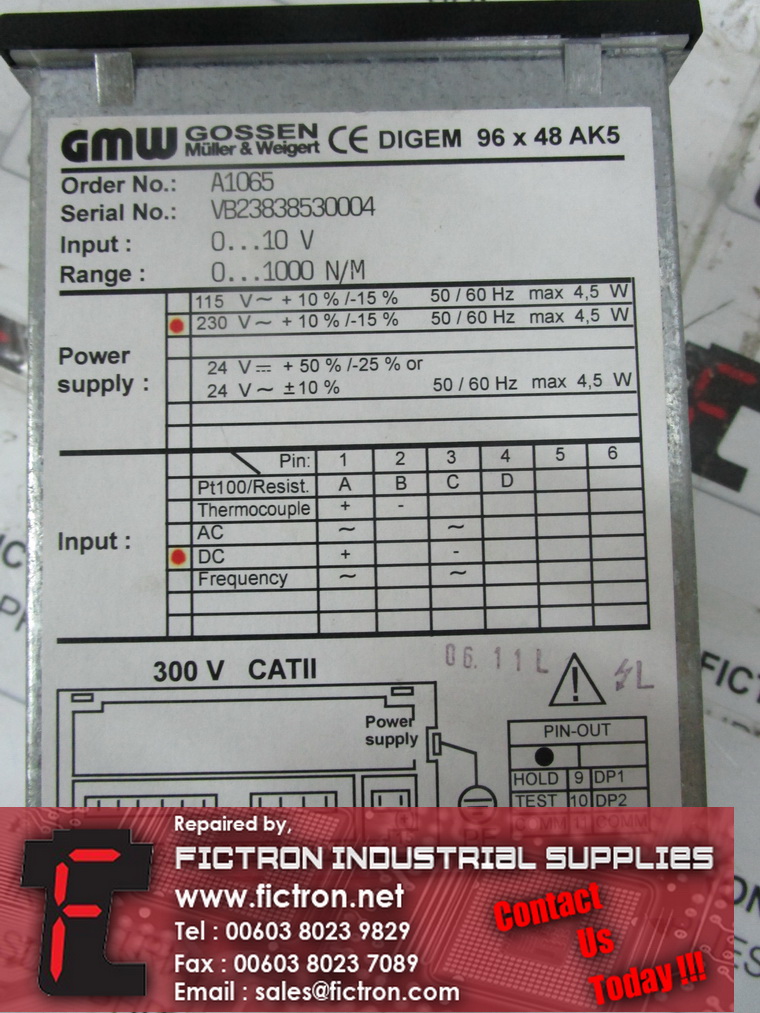 GMW GOSSEN Müller & Weigert CE DIGEM 96 x 48 AK5
Order No.: A1065
Serial No.: VB23838530004
Input : 0...10 V
Range : 0...1000 N/M
Power supply :
115 V ~ + 10 % /-15 % 50 / 60 Hz max 4,5 W
230 V ~ + 10 % /-15 % 50 / 60 Hz max 4,5 W
24 V ⎓ + 50 % /-25 % or
24 V ~ ±10 % 50 / 60 Hz max 4,5 W
Input :
Pin: 1 2 3 4 5 6
Pt100/Resist. A B C D
Thermocouple + -
AC ~ ~
DC + -
Frequency ~ ~
300 V CATII
06.11 L
L
Power
supply
PIN-OUT
HOLD 9 DP1
TEST 10 DP2
Repaired by,
FICTRON INDUSTRIAL SUPPLIES
www.fictron.net
Tel : 00603 8023 9829
Fax : 00603 8023 7089
Email : sales@fictron.com
Contact
Us
Today !!!